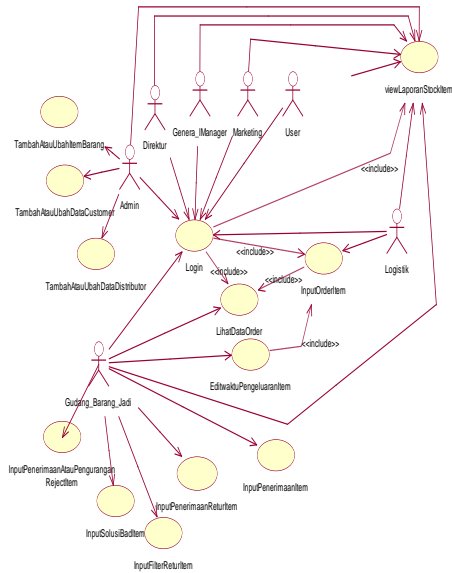 viewLaporanStockItem
TambahAtauUbahItemBarang
Direktur
Genera_lManager
Marketing
User
<<include>>
TambahAtauUbahDataCustomer
Admin
Login
Logistik
<<include>>
<<include>>
<<include>>
InputOrderItem
TambahAtauUbahDataDistributor
LihatDataOrder
<<include>>
EditwaktuPengeluaranItem
Gudang_Barang_Jadi
InputPenerimaanAtauPengurangan
RejectItem
InputPenerimaanItem
InputPenerimaanReturItem
InputSolusiBadItem
InputFilterReturItem